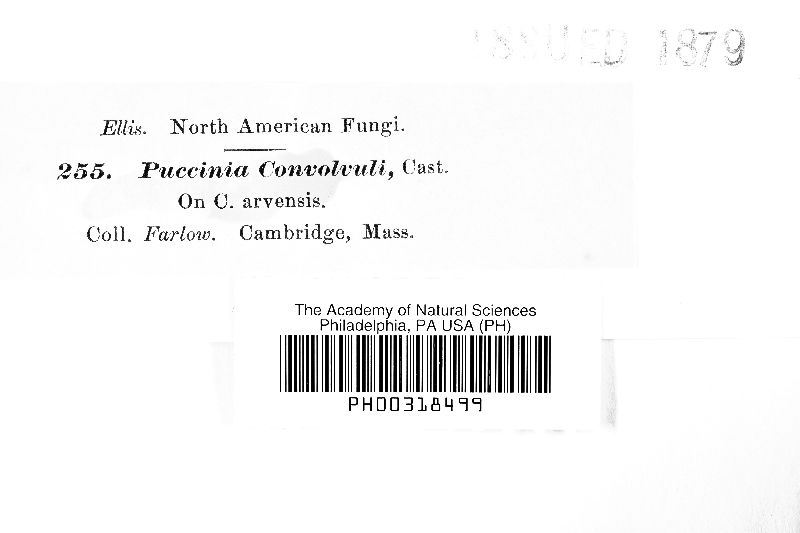 ISSUED 1879
Ellis. North American Fungi.
255. Puccinia Convolvuli, Cast.
On C. arvensis.
Coll. Farlow. Cambridge, Mass.
The Academy of Natural Sciences
Philadelphia, PA USA (PH)
PH00318499